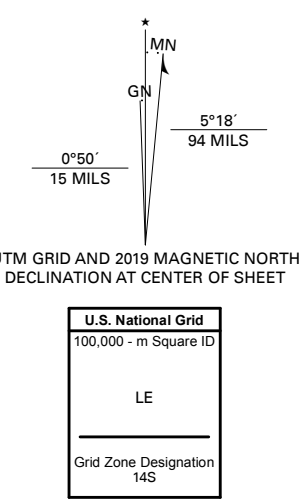 MN
GN
5°18´
94 MILS
0°50´
15 MILS
UTM GRID AND 2019 MAGNETIC NORTH
DECLINATION AT CENTER OF SHEET
U.S. National Grid
100,000 - m Square ID
LE
Grid Zone Designation
14S